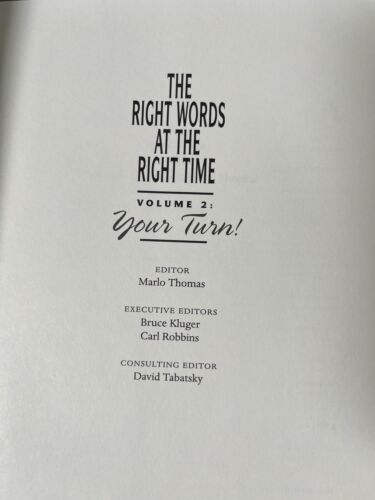 THE
RIGHT WORDS
AT THE
RIGHT TIME
VOLUME 2:
Your Turn!
EDITOR
Marlo Thomas
EXECUTIVE EDITORS
Bruce Kluger
Carl Robbins
CONSULTING EDITOR
David Tabatsky